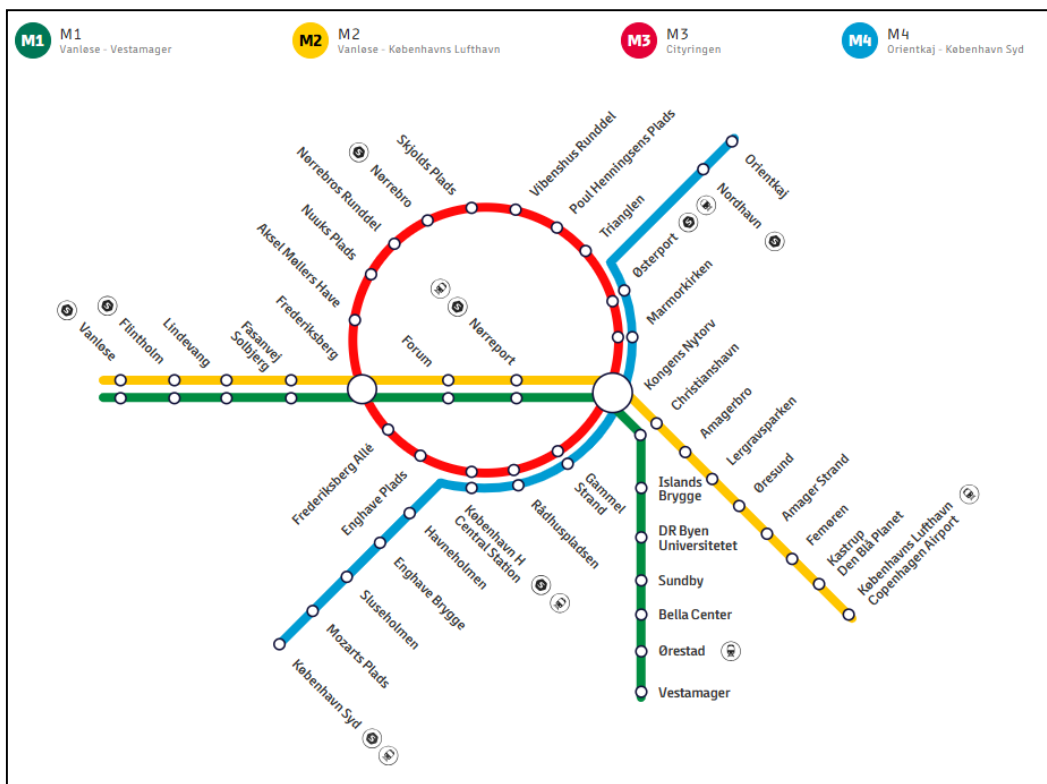 M1
M1
Vanløse - Vestamager
M2
M2
Vanløse - Københavns Lufthavn
M3
M3
Cityringen
M4
M4
Orientkaj - København Syd
Vanløse
Flintholm
Lindevang
Fasanvej
Solbjerg
Frederiksberg
Aksel Møllers Have
Nuuks Plads
Nørrebros Runddel
Nørrebro
Skjolds Plads
Vibenshus Runddel
Poul Henningsens Plads
Trianglen
Orientkaj
Nordhavn
Østerport
Marmorkirken
Forum
Nørreport
Kongens Nytorv
Christianshavn
Amagerbro
Lergravsparken
Øresund
Amager Strand
Femøren
Kastrup
Den Blå Planet
Københavns Lufthavn
Copenhagen Airport
Islands
Brygge
DR Byen
Universitetet
Sundby
Bella Center
Ørestad
Vestamager
Gammel
Strand
Rådhuspladsen
København H
Central Station
Frederiksberg Allé
Enghave Plads
Havneholmen
Enghave Brygge
Sluseholmen
Mozarts Plads
København Syd